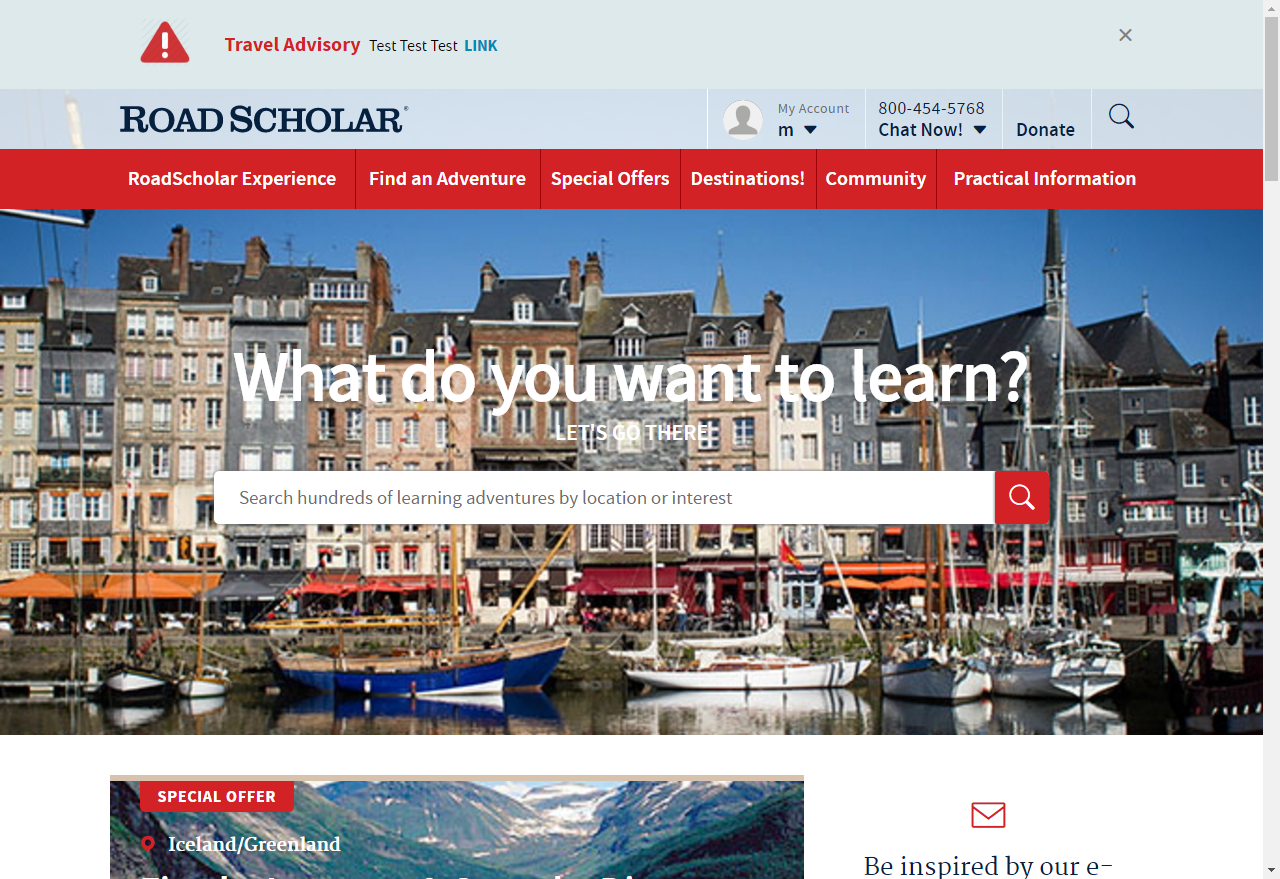 Travel Advisory Test Test Test LINK
ROAD SCHOLAR®
My Account
m
800-454-5768
Chat Now!
Donate
RoadScholar Experience
Find an Adventure
Special Offers
Destinations!
Community
Practical Information
What do you want to learn?
LET'S GO THERE
Search hundreds of learning adventures by location or interest
SPECIAL OFFER
Iceland/Greenland
Be inspired by our e-